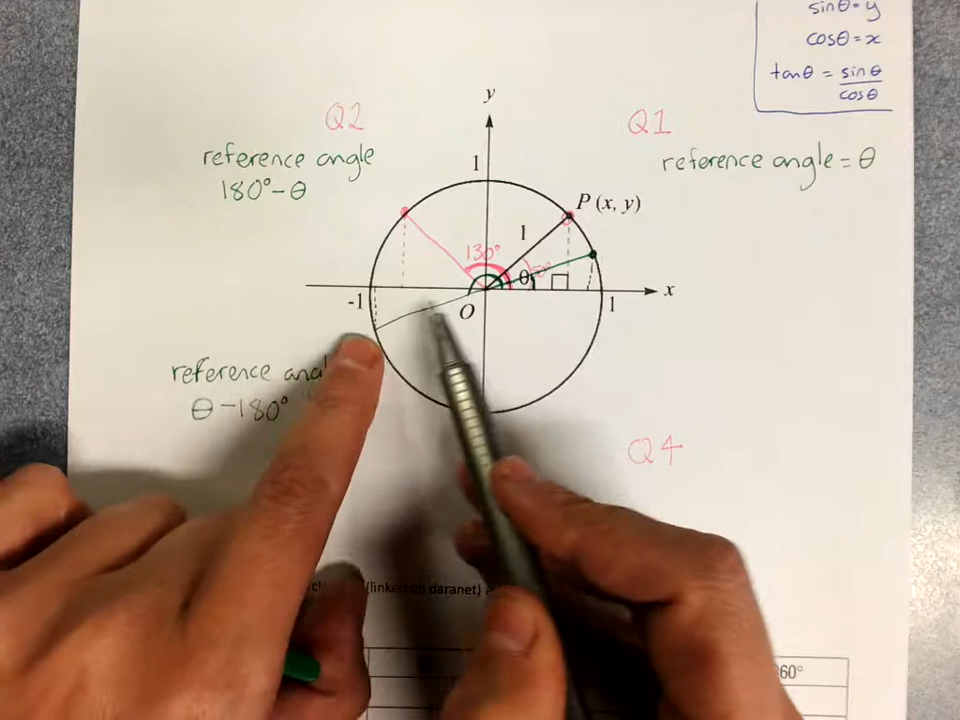 sinθ = y
cosθ = x
tanθ = sinθ
cosθ
y
Q2
Q1
reference angle
180° - θ
reference angle = θ
1
P (x, y)
1
130°
θ
x
-1
O
1
reference
θ - 180°
Q4
(linked on daranet)
360°